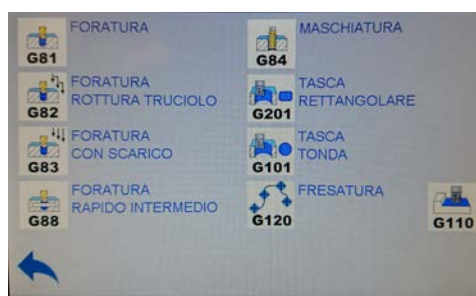 FORATURA
G81
FORATURA
ROTTURA TRUCIOLO
G82
FORATURA
CON SCARICO
G83
FORATURA
RAPIDO INTERMEDIO
G88
MASCHIATURA
G84
TASCA
RETTANGOLARE
G201
TASCA
TONDA
G101
FRESATURA
G120
G110